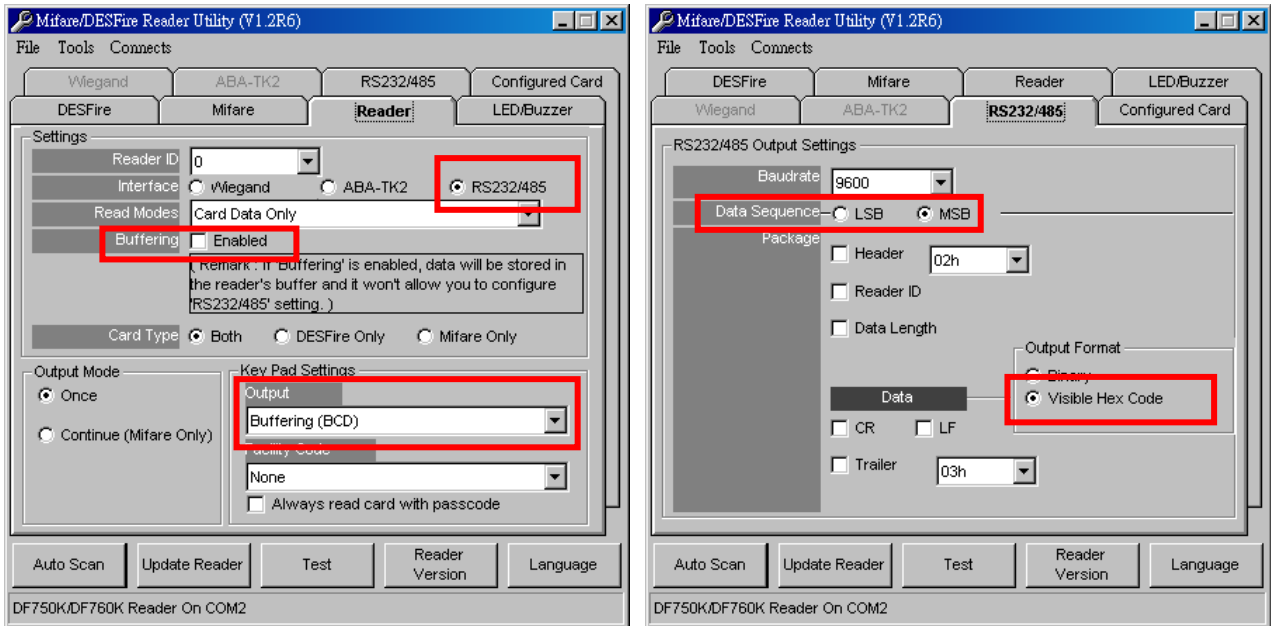 Mifare/DESFire Reader Utility (V1.2R6)
File Tools Connects
Wiegand ABA-TK2 RS232/485 Configured Card
DESFire Mifare Reader LED/Buzzer
Settings
Reader ID 0
Interface Wiegand ABA-TK2 RS232/485
Read Modes Card Data Only
Buffering Enabled
( Remark : If 'Buffering' is enabled, data will be stored in
the reader's buffer and it won't allow you to configure
'RS232/485' setting. )
Card Type Both DESFire Only Mifare Only
Output Mode
Once
Continue (Mifare Only)
Key Pad Settings
Output
Buffering (BCD)
Facility Code
None
Always read card with passcode
Auto Scan Update Reader Test Reader Version Language
DF750K/DF760K Reader On COM2
Mifare/DESFire Reader Utility (V1.2R6)
File Tools Connects
DESFire Mifare Reader LED/Buzzer
Wiegand ABA-TK2 RS232/485 Configured Card
RS232/485 Output Settings
Baudrate 9600
Data Sequence LSB MSB
Package
Header 02h
Reader ID
Data Length
Output Format
Binary
Visible Hex Code
Data
CR LF
Trailer 03h
Auto Scan Update Reader Test Reader Version Language
DF750K/DF760K Reader On COM2